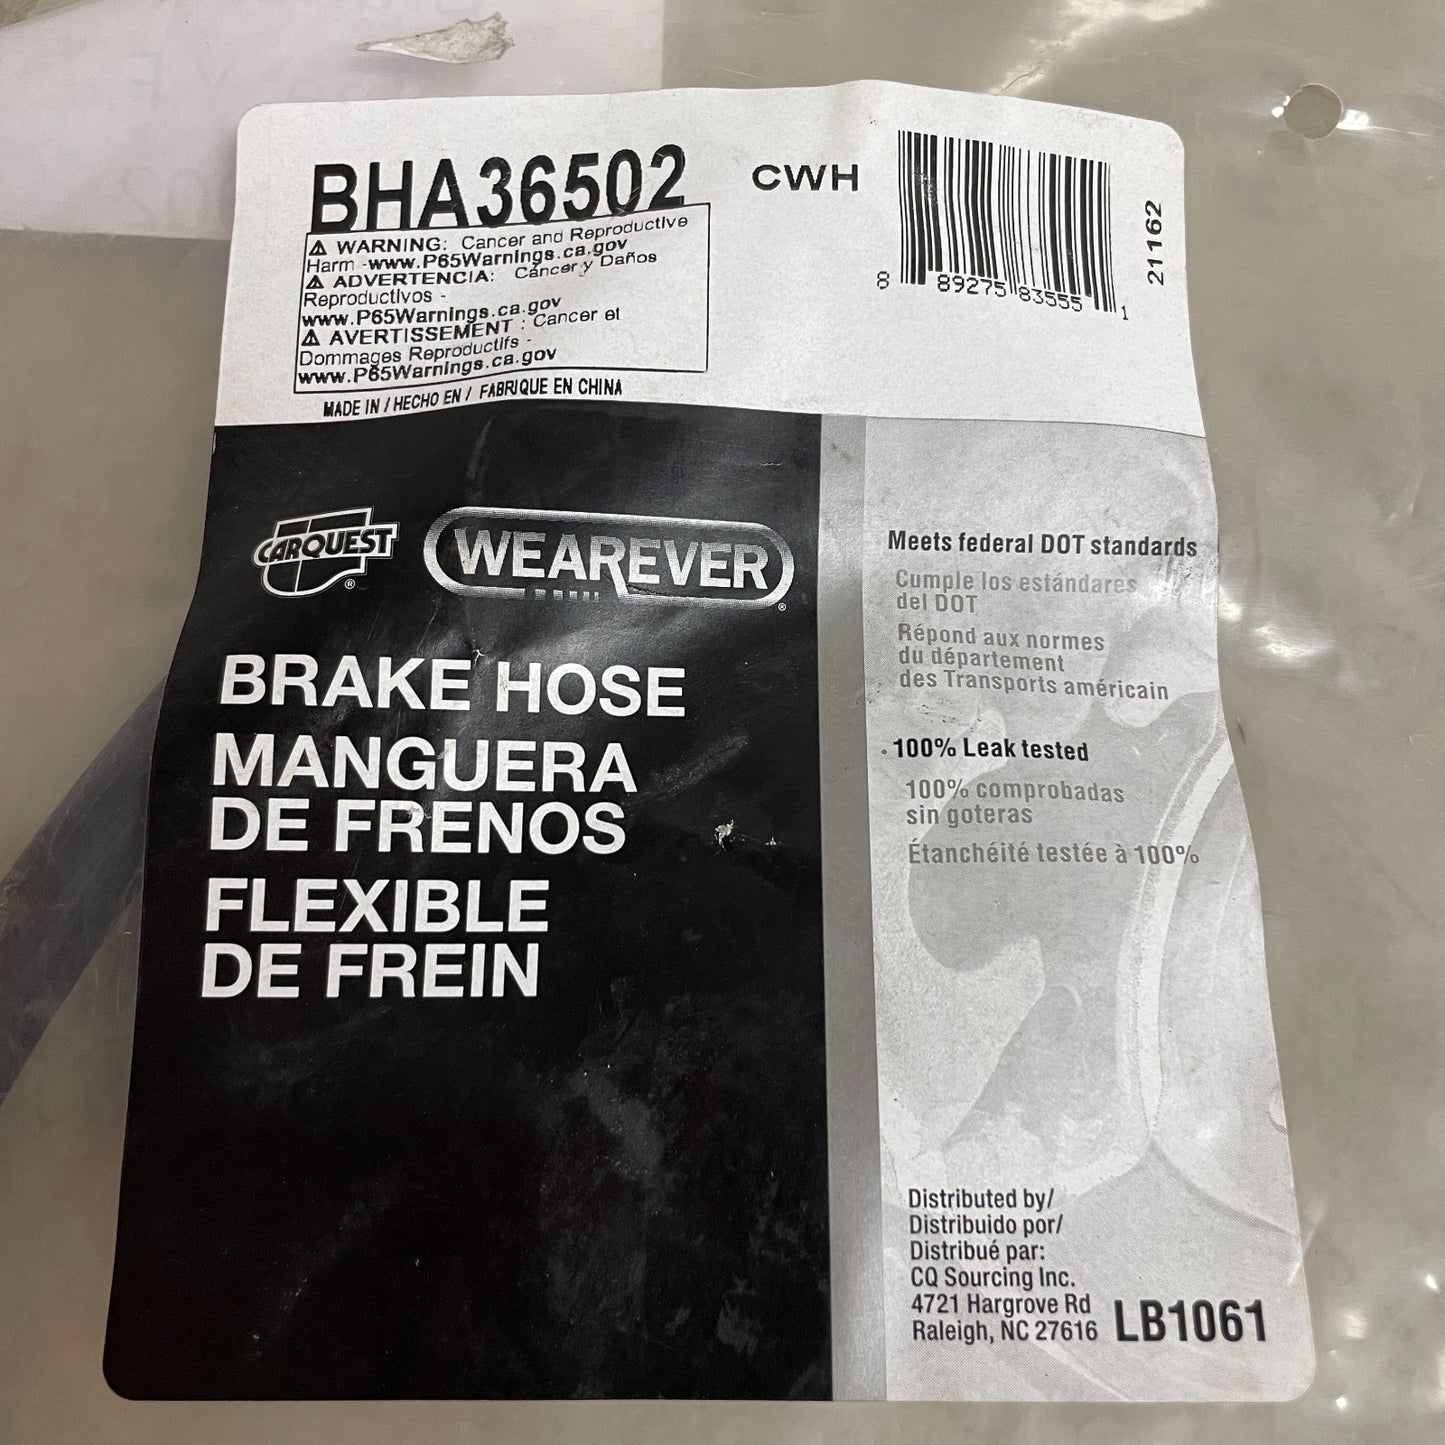 BHA36502
CWH
⚠ WARNING: Cancer and Reproductive
Harm -www.P65Warnings.ca.gov
⚠ ADVERTENCIA: Cáncer y Daños
Reproductivos -
www.P65Warnings.ca.gov
⚠ AVERTISSEMENT : Cancer et
Dommages Reproductifs -
www.P65Warnings.ca.gov
MADE IN / HECHO EN / FABRIQUE EN CHINA
8 89275 83555 1
21162
CARQUEST®
WEAREVER®
BRAKE HOSE
MANGUERA
DE FRENOS
FLEXIBLE
DE FREIN
Meets federal DOT standards
Cumple los estándares
del DOT
Répond aux normes
du département
des Transports américain
· 100% Leak tested
100% comprobadas
sin goteras
Étanchéité testée à 100%
Distributed by/
Distribuido por/
Distribué par:
CQ Sourcing Inc.
4721 Hargrove Rd
Raleigh, NC 27616
LB1061